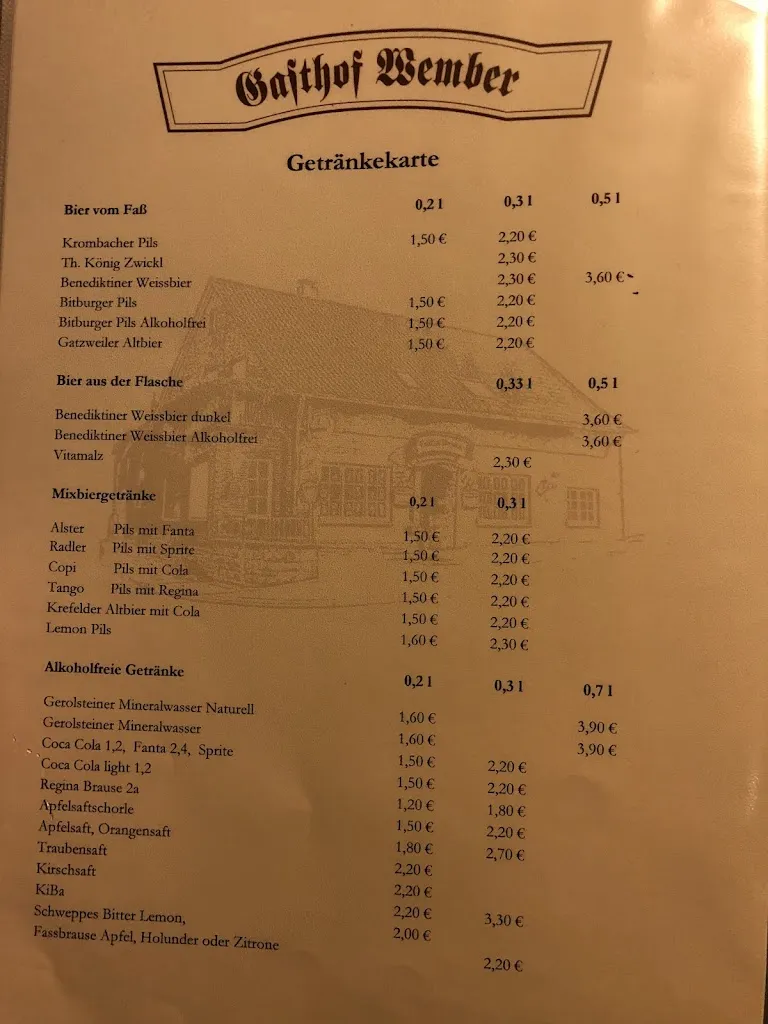 Gasthof Wember
Getränkekarte
Bier vom Faß 0,2 l 0,3 l 0,5 l
Krombacher Pils 1,50 € 2,20 €
Th. König Zwickl 2,30 €
Benediktiner Weissbier 2,30 € 3,60 €
Bitburger Pils 1,50 € 2,20 €
Bitburger Pils Alkoholfrei 1,50 € 2,20 €
Gatzweiler Altbier 1,50 € 2,20 €
Bier aus der Flasche 0,33 l 0,5 l
Benediktiner Weissbier dunkel 3,60 €
Benediktiner Weissbier Alkoholfrei 3,60 €
Vitamalz 2,30 €
Mixbiergetränke 0,2 l 0,3 l
Alster Pils mit Fanta 1,50 € 2,20 €
Radler Pils mit Sprite 1,50 € 2,20 €
Copi Pils mit Cola 1,50 € 2,20 €
Tango Pils mit Regina 1,50 € 2,20 €
Krefelder Altbier mit Cola 1,50 € 2,20 €
Lemon Pils 1,60 € 2,30 €
Alkoholfreie Getränke 0,2 l 0,3 l 0,7 l
Gerolsteiner Mineralwasser Naturell 1,60 € 3,90 €
Gerolsteiner Mineralwasser 1,60 € 3,90 €
Coca Cola 1,2, Fanta 2,4, Sprite 1,50 € 2,20 €
Coca Cola light 1,2 1,50 € 2,20 €
Regina Brause 2a 1,20 € 1,80 €
Apfelsaftschorle 1,50 € 2,20 €
Apfelsaft, Orangensaft 1,80 € 2,70 €
Traubensaft 2,20 €
Kirschsaft 2,20 €
KiBa 2,20 € 3,30 €
Schweppes Bitter Lemon, 2,00 €
Fassbrause Apfel, Holunder oder Zitrone 2,20 €